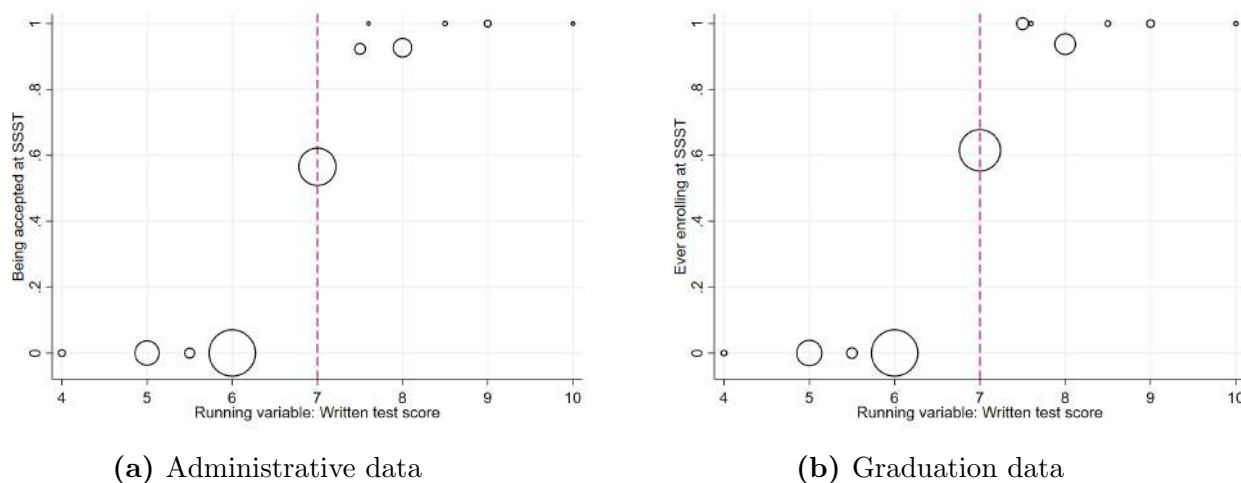 Being accepted at SSST
1
.8
.6
.4
.2
0
4 5 6 7 8 9 10
Running variable: Written test score
(a) Administrative data
Ever enrolling at SSST
1
.8
.6
.4
.2
0
4 5 6 7 8 9 10
Running variable: Written test score
(b) Graduation data